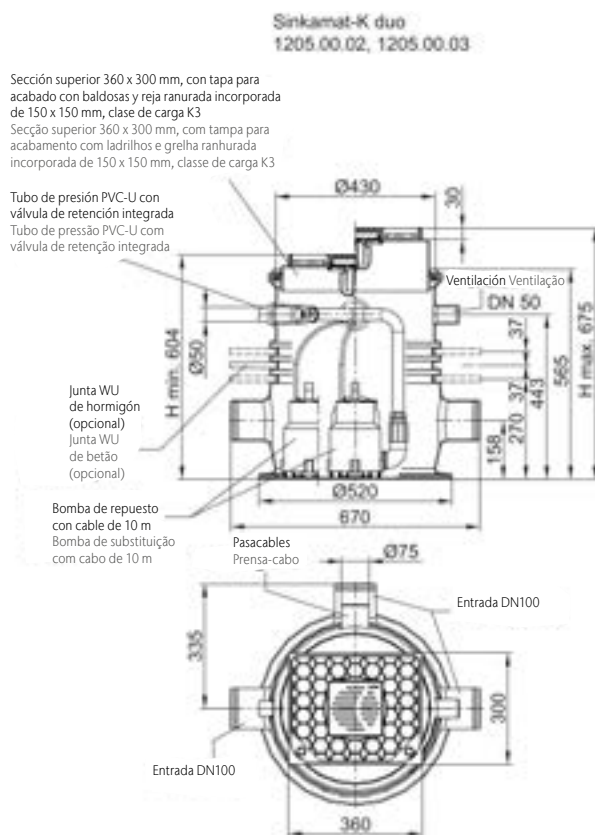 Sinkamat-K duo
1205.00.02, 1205.00.03
Sección superior 360 x 300 mm, con tapa para
acabado con baldosas y reja ranurada incorporada
de 150 x 150 mm, clase de carga K3
Secção superior 360 x 300 mm, com tampa para
acabamento com ladrilhos e grelha ranhurada
incorporada de 150 x 150 mm, classe de carga K3
Tubo de presión PVC-U con
válvula de retención integrada
Tubo de pressão PVC-U com
válvula de retenção integrada
Ø430
30
Ventilación Ventilação
DN 50
H min. 604
Ø50
37
37
270
158
443
565
H max. 675
Junta WU
de hormigón
(opcional)
Junta WU
de betão
(opcional)
Ø520
670
Bomba de repuesto
con cable de 10 m
Bomba de substituição
com cabo de 10 m
Pasacables
Prensa-cabo
Ø75
Entrada DN100
335
300
Entrada DN100
360